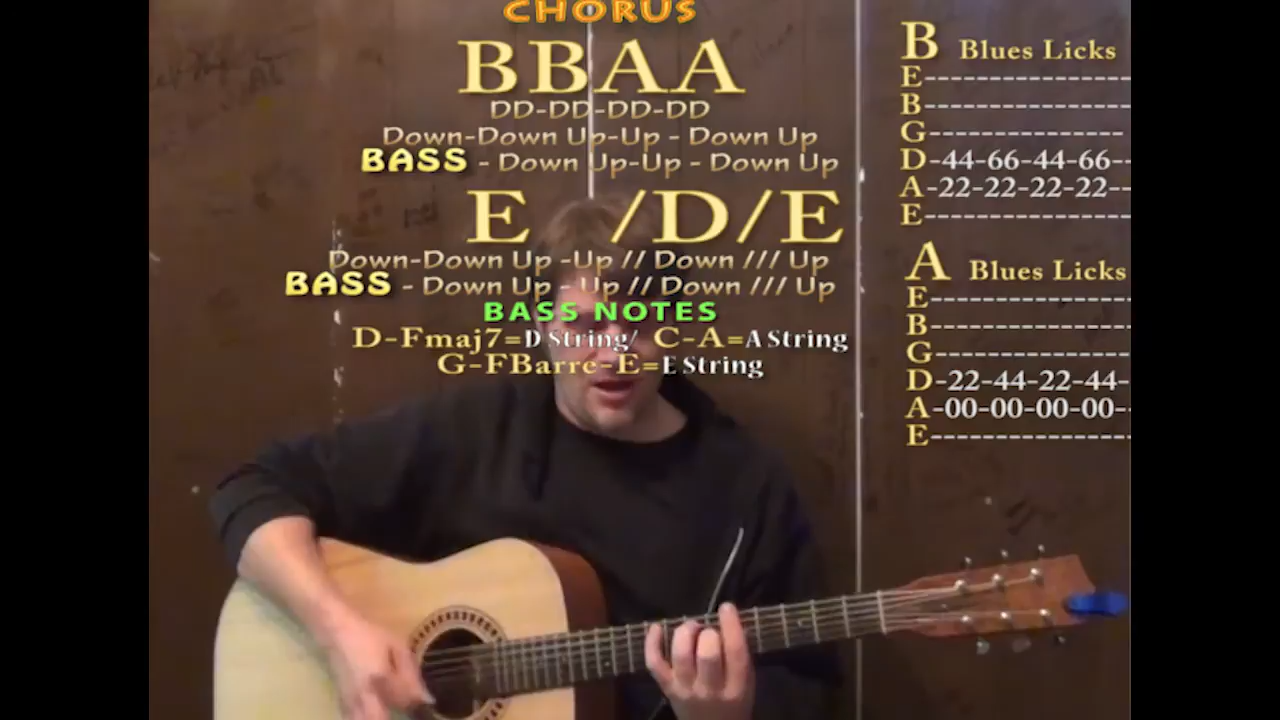 CHORUS
BBAA
DD-DD-DD-DD
Down-Down Up-Up - Down Up
BASS - Down Up-Up - Down Up
E /D/E
Down-Down Up -Up // Down /// Up
BASS - Down Up - Up // Down /// Up
BASS NOTES
D-Fmaj7=D String/ C-A=A String
G-FBarre-E=E String
B Blues Licks
E--------------------
B--------------------
G-------------------
D-44-66-44-66--
A-22-22-22-22--
E--------------------
A Blues Licks
E-------------------
B-------------------
G-------------------
D-22-44-22-44-
A-00-00-00-00-
E-------------------